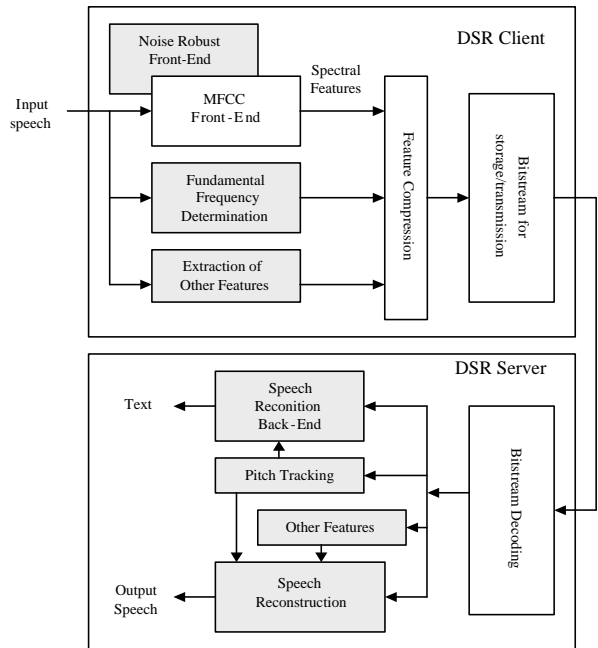 DSR Client
Noise Robust
Front-End
Input
speech
MFCC
Front-End
Spectral
Features
Fundamental
Frequency
Determination
Extraction of
Other Features
Feature Compression
Bitstream for
storage/transmission
DSR Server
Text
Speech
Reconition
Back-End
Pitch Tracking
Other Features
Output
Speech
Speech
Reconstruction
Bitstream Decoding